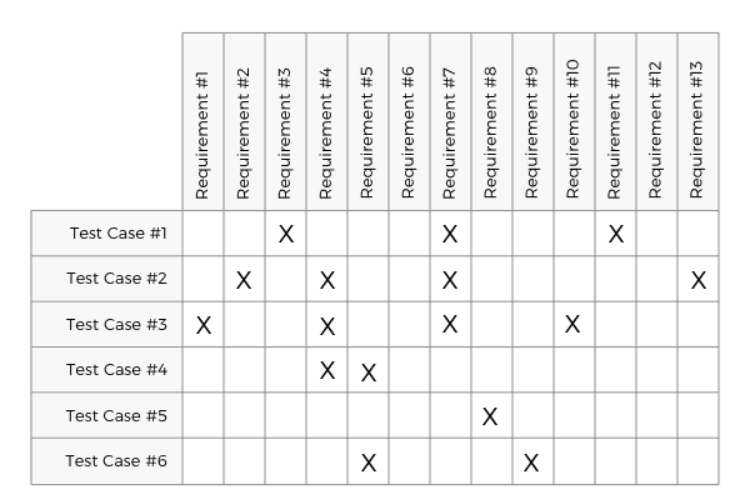 Requirement #1
Requirement #2
Requirement #3
Requirement #4
Requirement #5
Requirement #6
Requirement #7
Requirement #8
Requirement #9
Requirement #10
Requirement #11
Requirement #12
Requirement #13
Test Case #1 X X X
Test Case #2 X X X X
Test Case #3 X X X X
Test Case #4 X X
Test Case #5 X
Test Case #6 X X